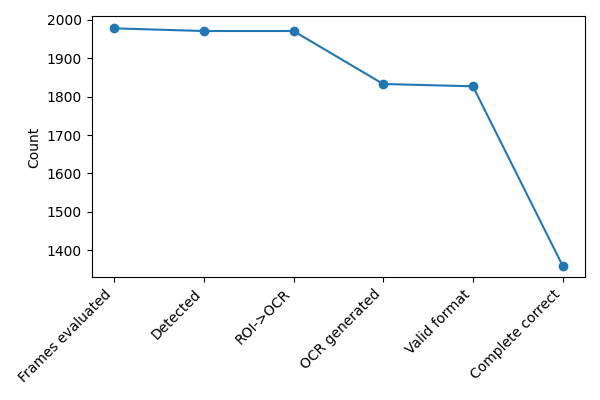 2000
1900
1800
1700
1600
1500
1400
Count
Frames evaluated
Detected
ROI->OCR
OCR generated
Valid format
Complete correct